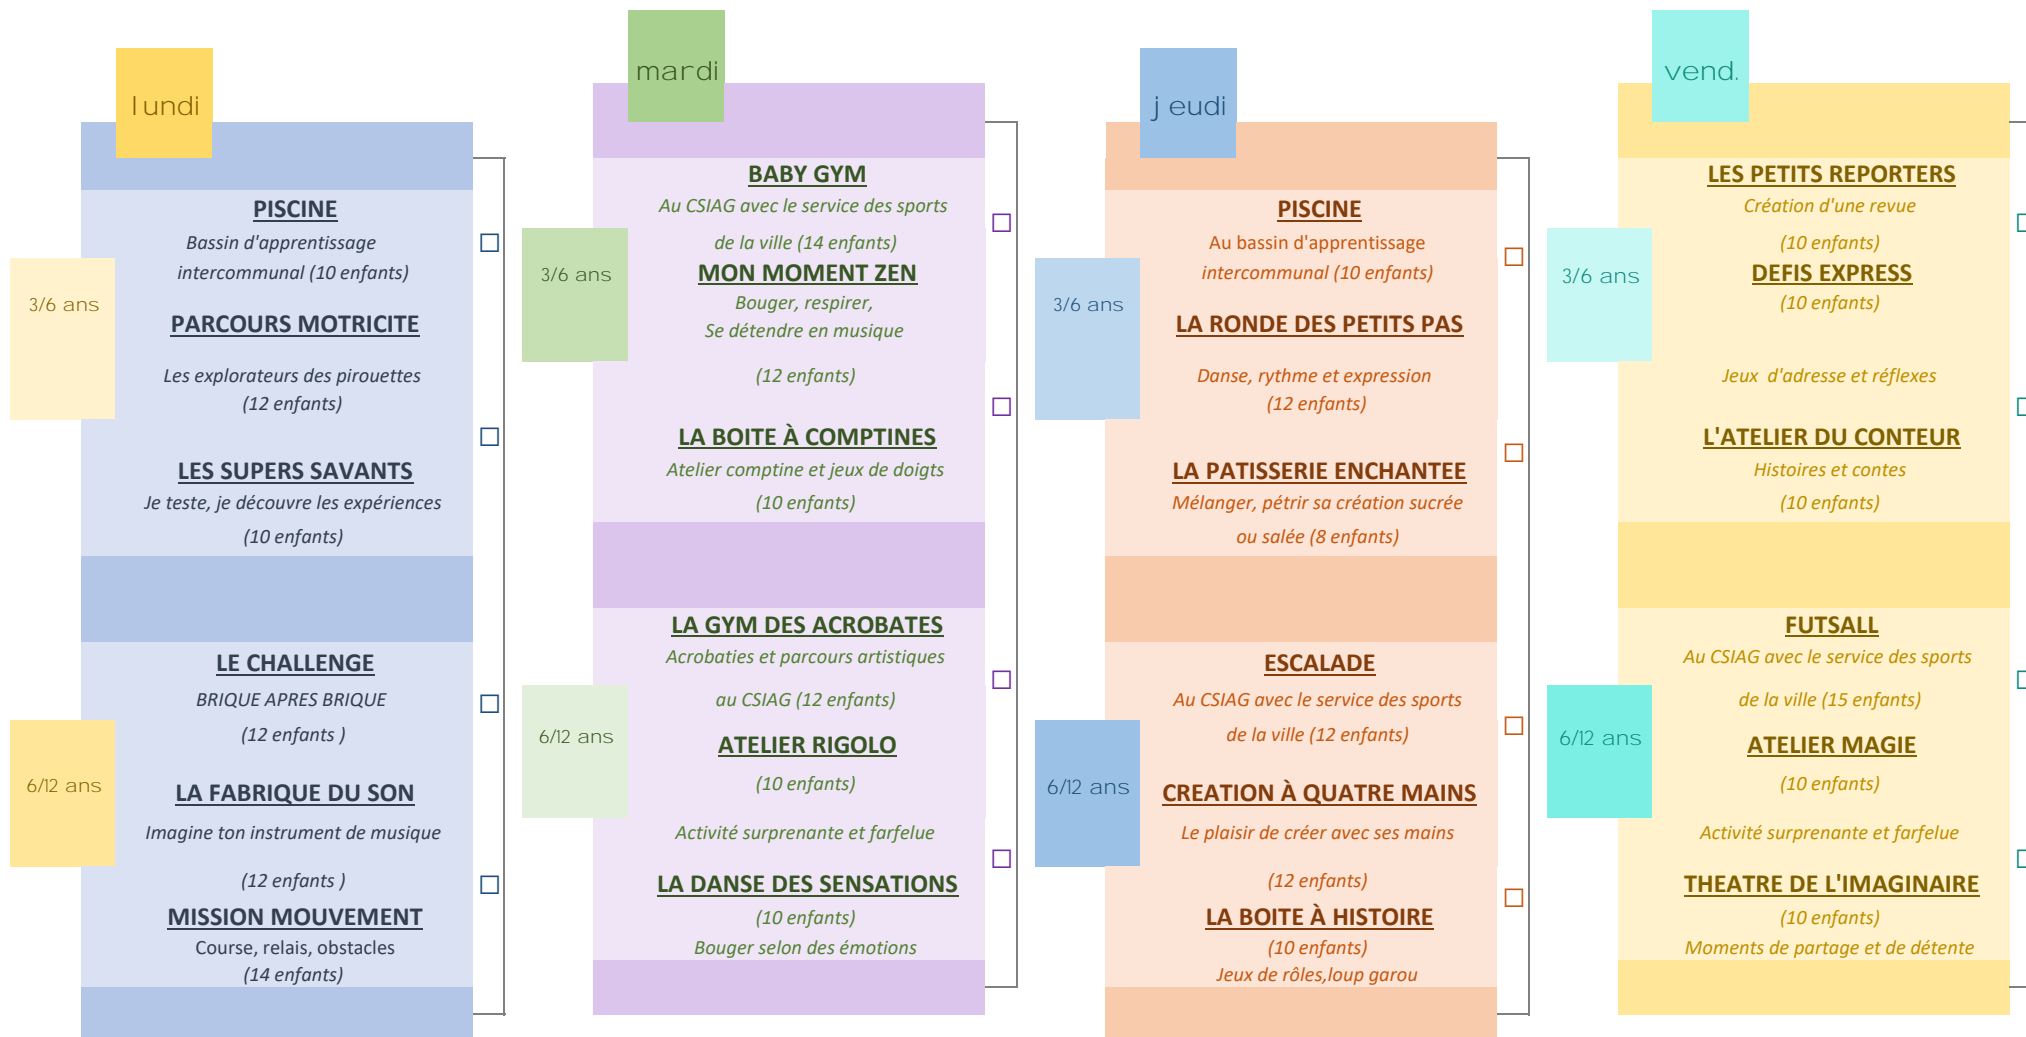 lundi
PISCINE
Bassin d'apprentissage
intercommunal (10 enfants)
3/6 ans
PARCOURS MOTRICITE
Les explorateurs des pirouettes
(12 enfants)
LES SUPERS SAVANTS
Je teste, je découvre les expériences
(10 enfants)
LE CHALLENGE
BRIQUE APRES BRIQUE
(12 enfants )
6/12 ans
LA FABRIQUE DU SON
Imagine ton instrument de musique
(12 enfants )
MISSION MOUVEMENT
Course, relais, obstacles
(14 enfants)
mardi
BABY GYM
Au CSIAG avec le service des sports
de la ville (14 enfants)
3/6 ans
MON MOMENT ZEN
Bouger, respirer,
Se détendre en musique
(12 enfants)
LA BOITE À COMPTINES
Atelier comptine et jeux de doigts
(10 enfants)
LA GYM DES ACROBATES
Acrobaties et parcours artistiques
au CSIAG (12 enfants)
6/12 ans
ATELIER RIGOLO
(10 enfants)
Activité surprenante et farfelue
LA DANSE DES SENSATIONS
(10 enfants)
Bouger selon des émotions
jeudi
PISCINE
Au bassin d'apprentissage
intercommunal (10 enfants)
3/6 ans
LA RONDE DES PETITS PAS
Danse, rythme et expression
(12 enfants)
LA PATISSERIE ENCHANTEE
Mélanger, pétrir sa création sucrée
ou salée (8 enfants)
ESCALADE
Au CSIAG avec le service des sports
de la ville (12 enfants)
6/12 ans
CREATION À QUATRE MAINS
Le plaisir de créer avec ses mains
(12 enfants)
LA BOITE À HISTOIRE
(10 enfants)
Jeux de rôles,loup garou
vend.
LES PETITS REPORTERS
Création d'une revue
(10 enfants)
3/6 ans
DEFIS EXPRESS
(10 enfants)
Jeux  d'adresse et réflexes
L'ATELIER DU CONTEUR
Histoires et contes
(10 enfants)
FUTSALL
Au CSIAG avec le service des sports
de la ville (15 enfants)
6/12 ans
ATELIER MAGIE
(10 enfants)
Activité surprenante et farfelue
THEATRE DE L'IMAGINAIRE
(10 enfants)
Moments de partage et de détente